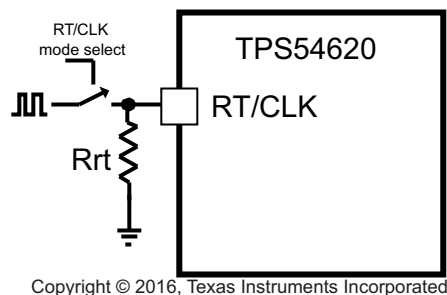 RT/CLK
mode select
TPS54620
RT/CLK
Rrt
Copyright © 2016, Texas Instruments Incorporated